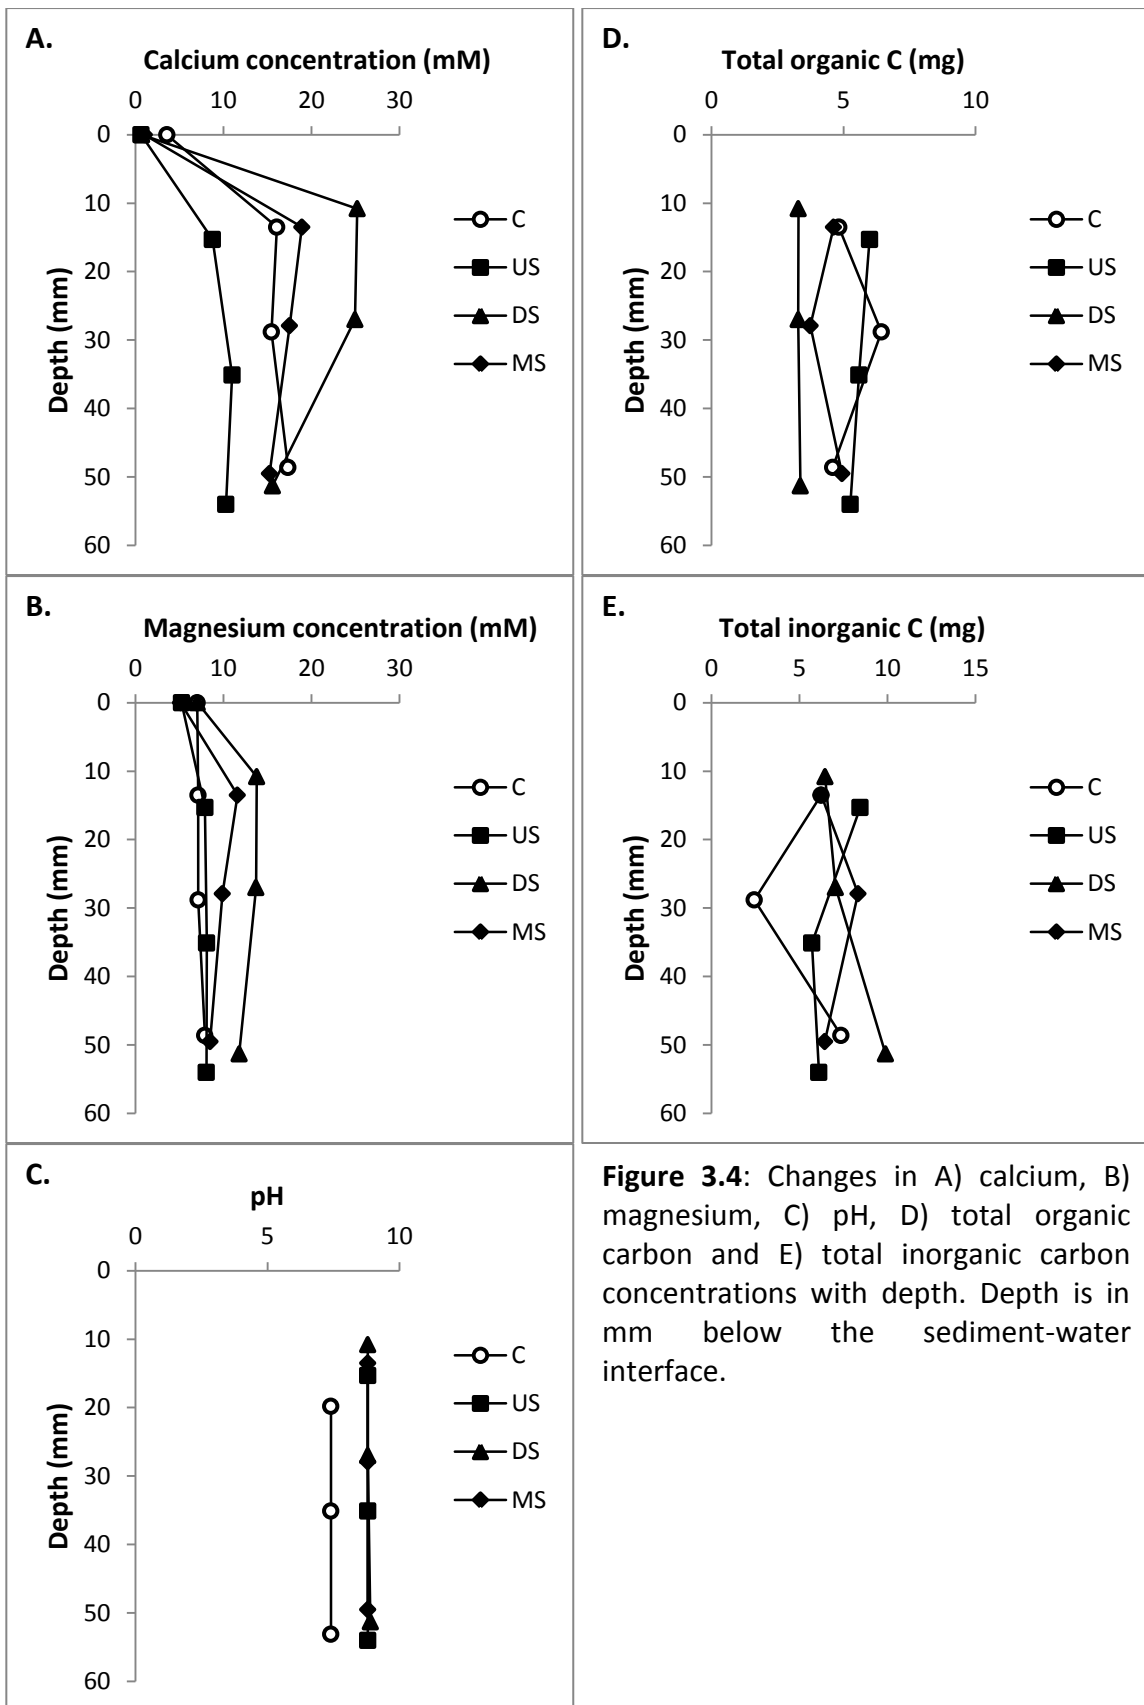 A.
Calcium concentration (mM)
0 10 20 30
0
10
20
30
40
50
60
Depth (mm)
C
US
DS
MS
B.
Magnesium concentration (mM)
0 10 20 30
0
10
20
30
40
50
60
Depth (mm)
C
US
DS
MS
C.
pH
0 5 10
0
10
20
30
40
50
60
Depth (mm)
C
US
DS
MS
D.
Total organic C (mg)
0 5 10
0
10
20
30
40
50
60
Depth (mm)
C
US
DS
MS
E.
Total inorganic C (mg)
0 5 10 15
0
10
20
30
40
50
60
Depth (mm)
C
US
DS
MS
Figure 3.4: Changes in A) calcium, B)
magnesium, C) pH, D) total organic
carbon and E) total inorganic carbon
concentrations with depth. Depth is in
mm below the sediment-water
interface.